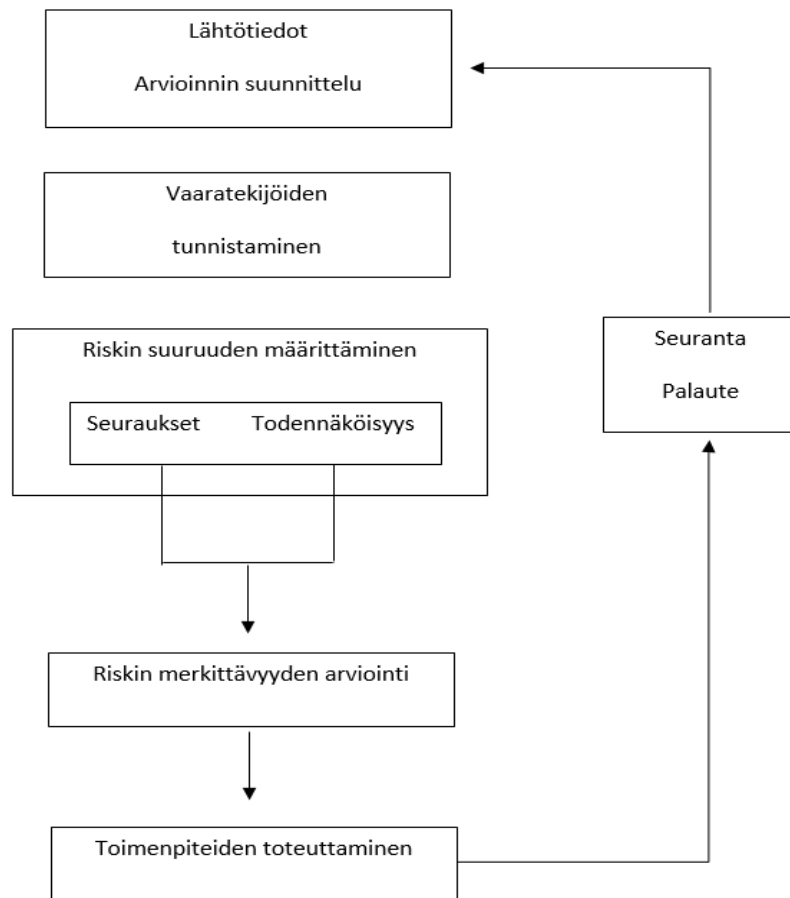 Lähtötiedot
Arvioinnin suunnittelu
Vaaratekijöiden
tunnistaminen
Riskin suuruuden määrittäminen
Seuraukset Todennäköisyys
Seuranta
Palaute
Riskin merkittävyyden arviointi
Toimenpiteiden toteuttaminen